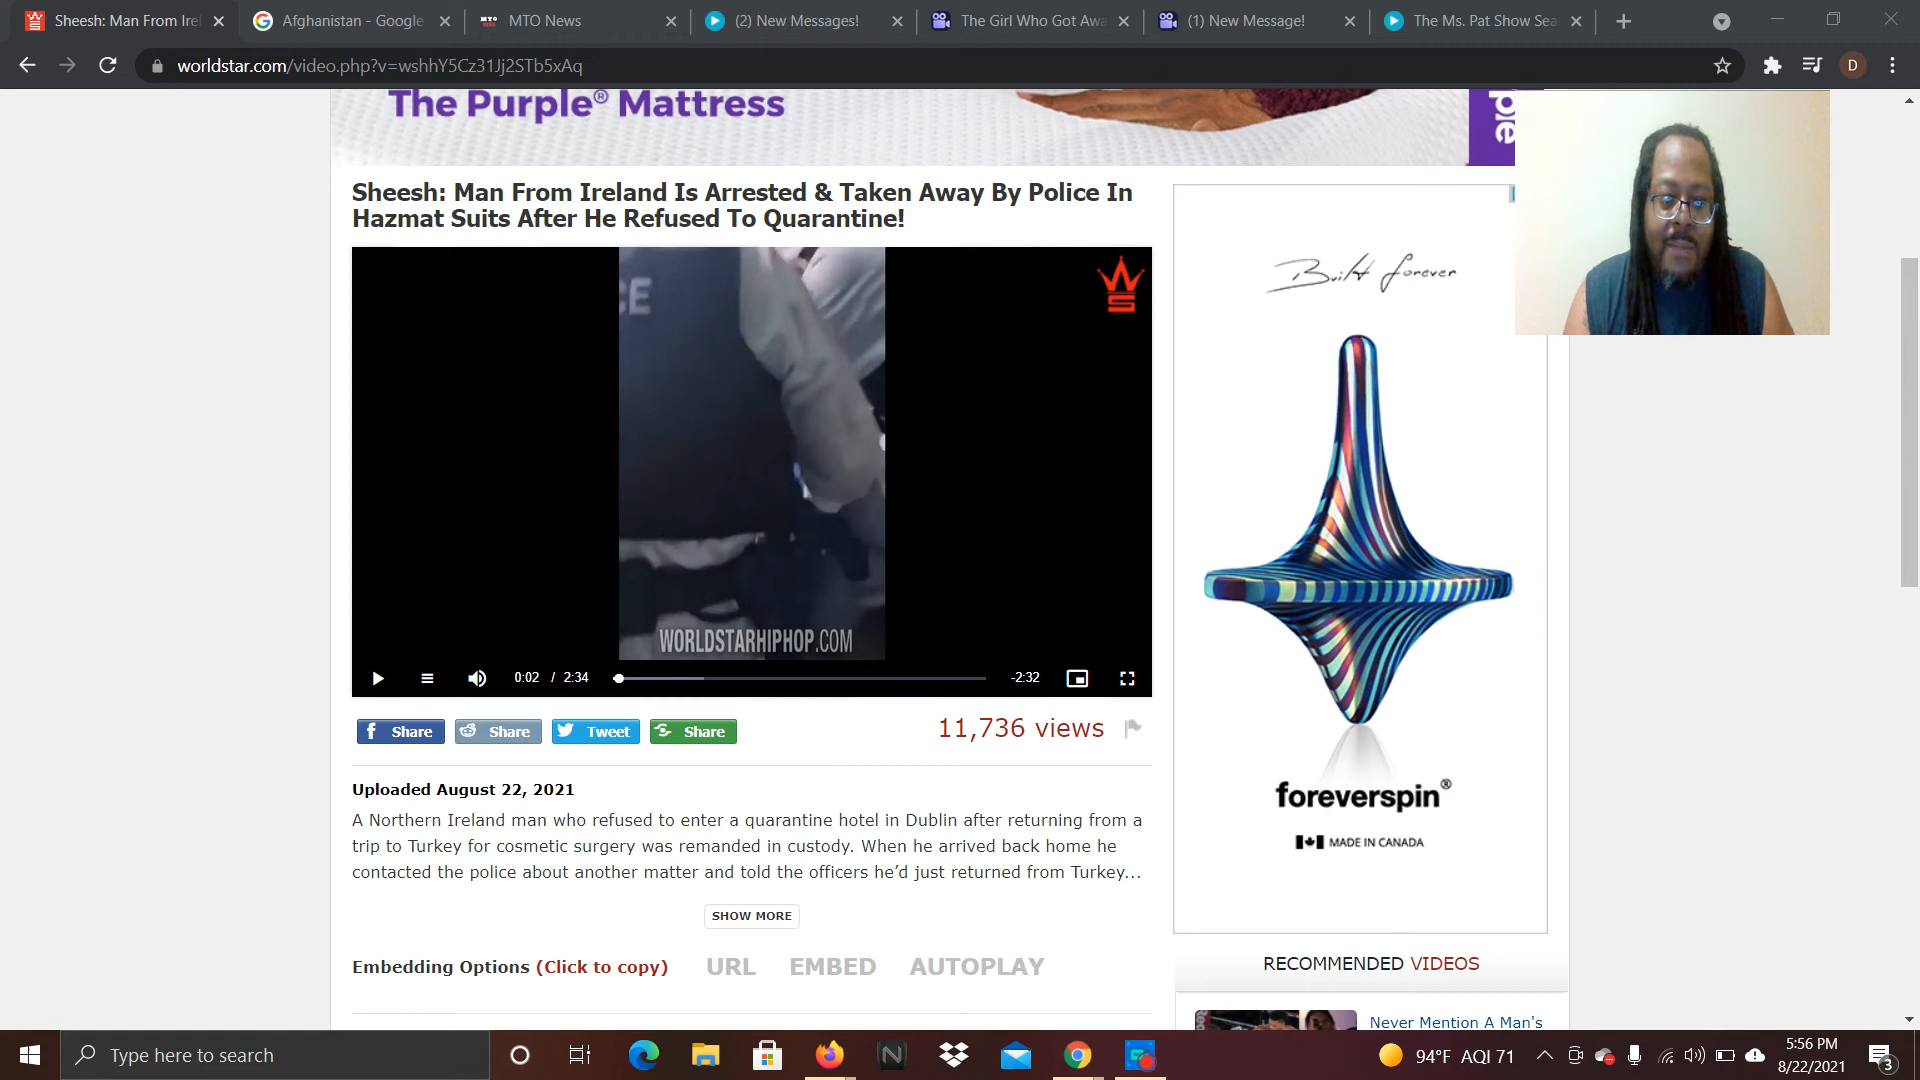 Sheesh: Man From Irel
Afghanistan - Google
MTO News
(2) New Messages!
The Girl Who Got Awa
(1) New Message!
The Ms. Pat Show Sea
worldstar.com/video.php?v=wshhY5Cz31Jj2STb5xAq
D
The Purple® Mattress
ple
Sheesh: Man From Ireland Is Arrested & Taken Away By Police In
Hazmat Suits After He Refused To Quarantine!
CE
WORLDSTARHIPHOP.COM
0:02 / 2:34
-2:32
Share
Share
Tweet
Share
11,736 views
Uploaded August 22, 2021
A Northern Ireland man who refused to enter a quarantine hotel in Dublin after returning from a
trip to Turkey for cosmetic surgery was remanded in custody. When he arrived back home he
contacted the police about another matter and told the officers he’d just returned from Turkey...
SHOW MORE
Embedding Options (Click to copy)
URL
EMBED
AUTOPLAY
Built forever
foreverspin®
MADE IN CANADA
RECOMMENDED VIDEOS
Never Mention A Man's
Type here to search
94°F AQI 71
5:56 PM
8/22/2021
3